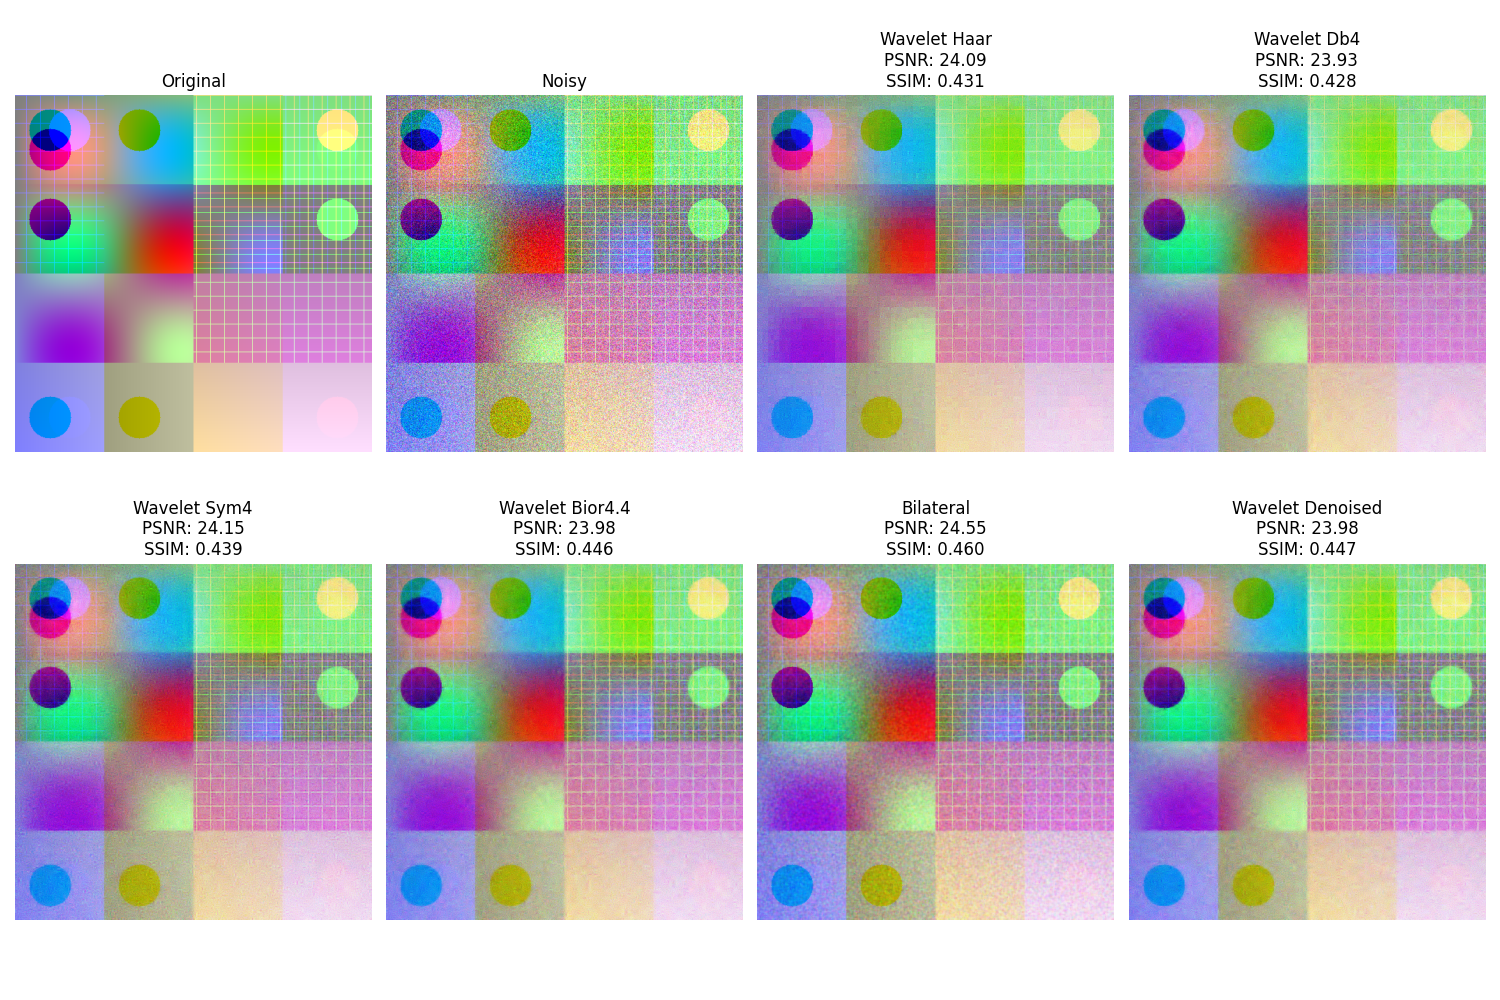 Original
Noisy
Wavelet Haar
PSNR: 24.09
SSIM: 0.431
Wavelet Db4
PSNR: 23.93
SSIM: 0.428
Wavelet Sym4
PSNR: 24.15
SSIM: 0.439
Wavelet Bior4.4
PSNR: 23.98
SSIM: 0.446
Bilateral
PSNR: 24.55
SSIM: 0.460
Wavelet Denoised
PSNR: 23.98
SSIM: 0.447